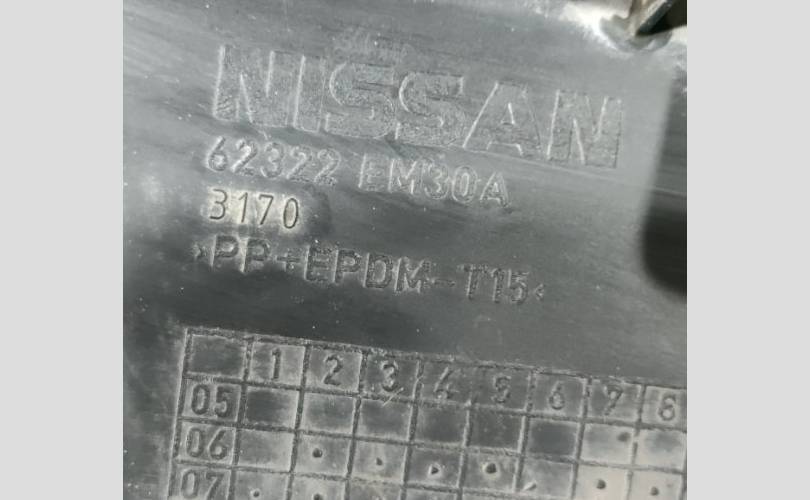 NISSAN
62322 EM30A
3170
>PP+EPDM-T15<
1 2 3 4 5 6 7 8
05
06
07